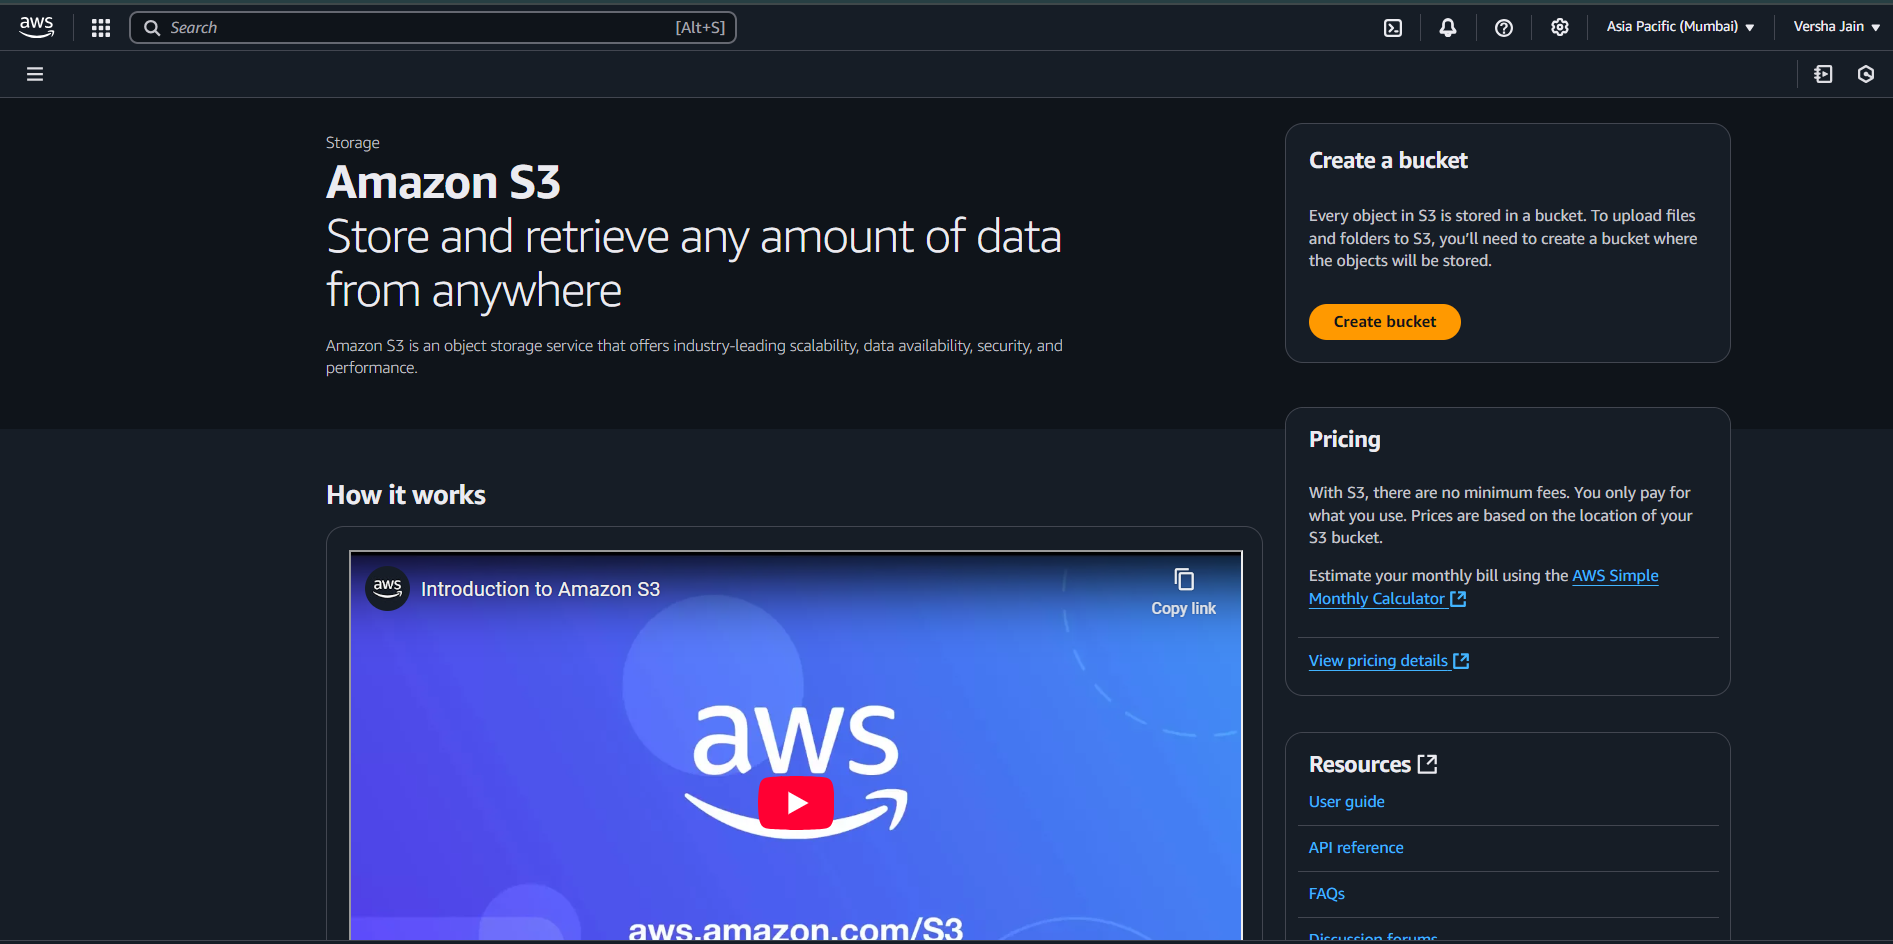 aws
Search [Alt+S]
Asia Pacific (Mumbai)
Versha Jain
Storage
Amazon S3
Store and retrieve any amount of data
from anywhere
Amazon S3 is an object storage service that offers industry-leading scalability, data availability, security, and
performance.
Create a bucket
Every object in S3 is stored in a bucket. To upload files
and folders to S3, you’ll need to create a bucket where
the objects will be stored.
Create bucket
Pricing
With S3, there are no minimum fees. You only pay for
what you use. Prices are based on the location of your
S3 bucket.
Estimate your monthly bill using the AWS Simple
Monthly Calculator
View pricing details
How it works
aws
Introduction to Amazon S3
Copy link
aws
aws.amazon.com/S3
Resources
User guide
API reference
FAQs
Discussion forums